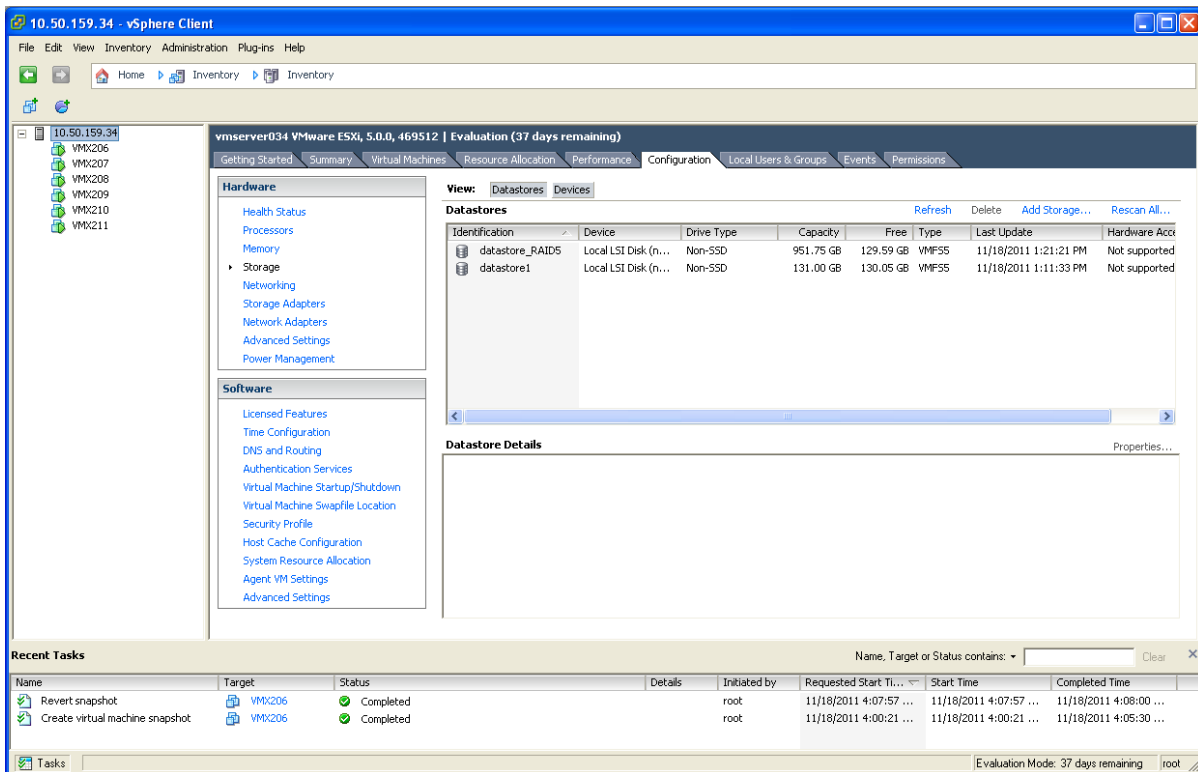 10.50.159.34 - vSphere Client
File Edit View Inventory Administration Plug-ins Help
Home Inventory Inventory
10.50.159.34
VMX206
VMX207
VMX208
VMX209
VMX210
VMX211
vmserver034 VMware ESXi, 5.0.0, 469512 | Evaluation (37 days remaining)
Getting Started Summary Virtual Machines Resource Allocation Performance Configuration Local Users & Groups Events Permissions
Hardware
Health Status
Processors
Memory
Storage
Networking
Storage Adapters
Network Adapters
Advanced Settings
Power Management
Software
Licensed Features
Time Configuration
DNS and Routing
Authentication Services
Virtual Machine Startup/Shutdown
Virtual Machine Swapfile Location
Security Profile
Host Cache Configuration
System Resource Allocation
Agent VM Settings
Advanced Settings
View: Datastores Devices
Datastores Refresh Delete Add Storage... Rescan All...
Identification Device Drive Type Capacity Free Type Last Update Hardware Acce
datastore_RAID5 Local LSI Disk (n... Non-SSD 951.75 GB 129.59 GB VMFS5 11/18/2011 1:21:21 PM Not supported
datastore1 Local LSI Disk (n... Non-SSD 131.00 GB 130.05 GB VMFS5 11/18/2011 1:11:33 PM Not supported
Datastore Details Properties...
Recent Tasks Name, Target or Status contains: Clear
Name Target Status Details Initiated by Requested Start Ti... Start Time Completed Time
Revert snapshot VMX206 Completed root 11/18/2011 4:07:57 ... 11/18/2011 4:07:57 ... 11/18/2011 4:08:00 ...
Create virtual machine snapshot VMX206 Completed root 11/18/2011 4:00:21 ... 11/18/2011 4:00:21 ... 11/18/2011 4:05:30 ...
Tasks Evaluation Mode: 37 days remaining root